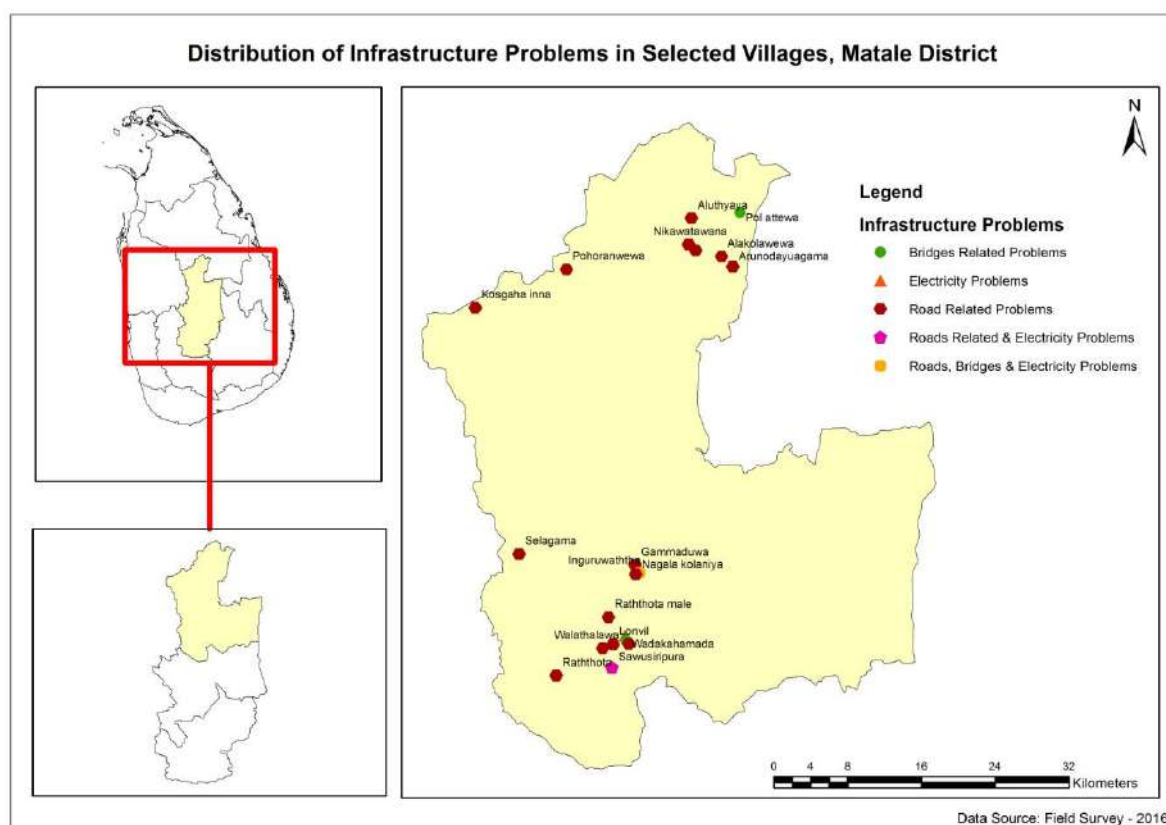 Distribution of Infrastructure Problems in Selected Villages, Matale District
N
Legend
Infrastructure Problems
Bridges Related Problems
Electricity Problems
Road Related Problems
Roads Related & Electricity Problems
Roads, Bridges & Electricity Problems
Aluthyaya
Pol attewa
Nikawatawana
Alakolawewa
Arunodayuagama
Pohoranwewa
Kosgaha inna
Selagama
Gammaduwa
Inguruwaththa
Nagala kolaniya
Raththota male
Lonvil
Walathalawa
Wadakahamada
Sawusiripura
Raththota
0 4 8 16 24 32
Kilometers
Data Source: Field Survey - 2016